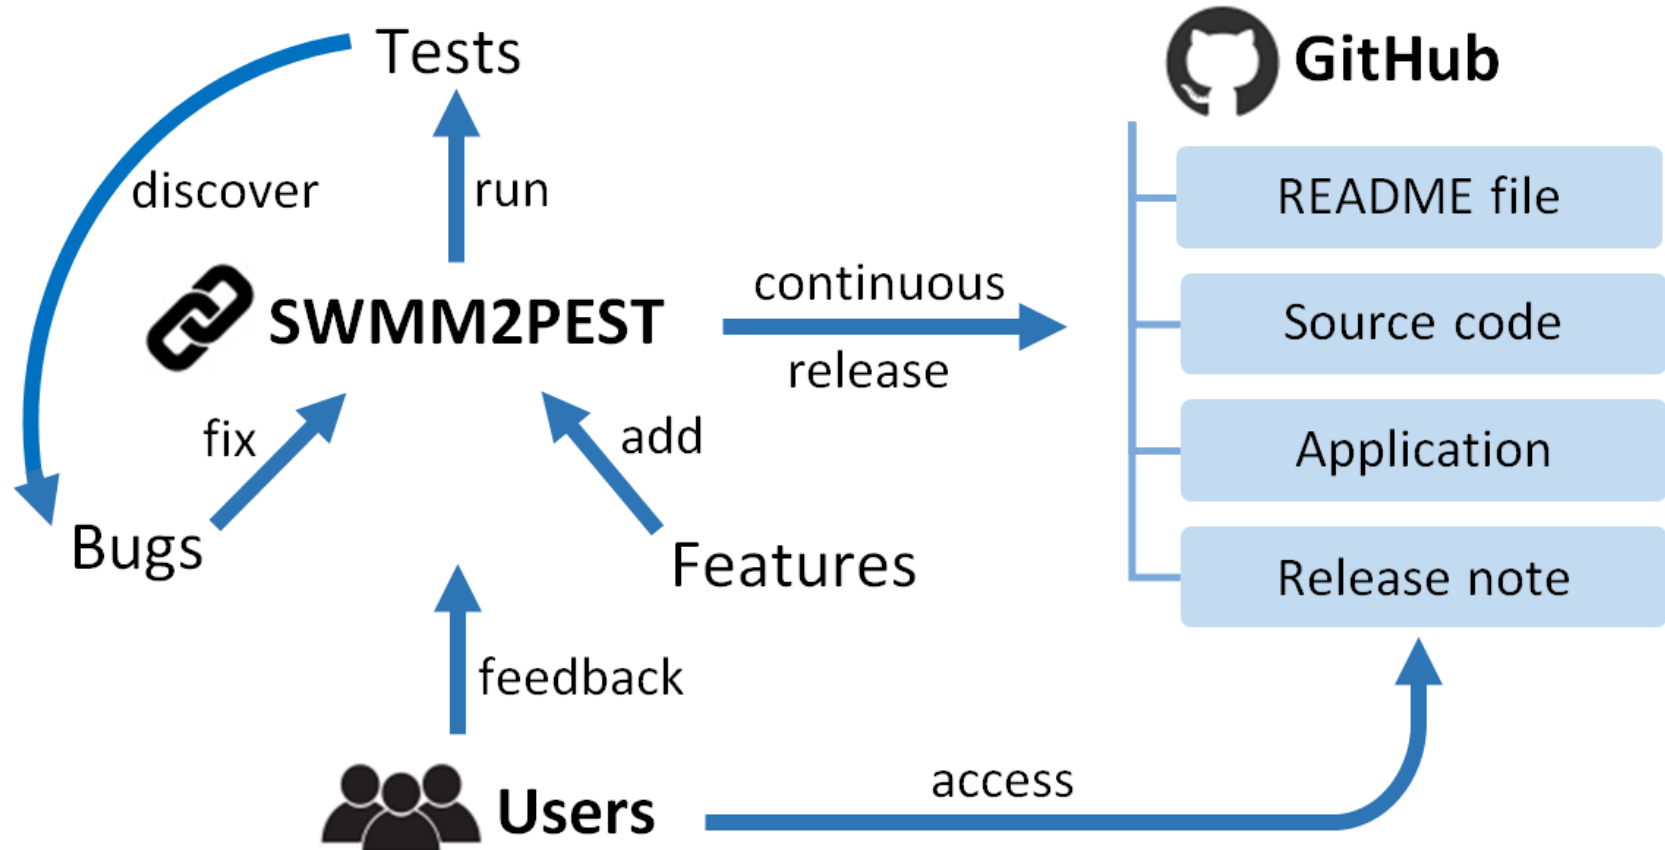 Tests
GitHub
discover
run
README file
continuous
SWMM2PEST
Source code
release
fix
add
Application
Bugs
Features
Release note
feedback
access
Users